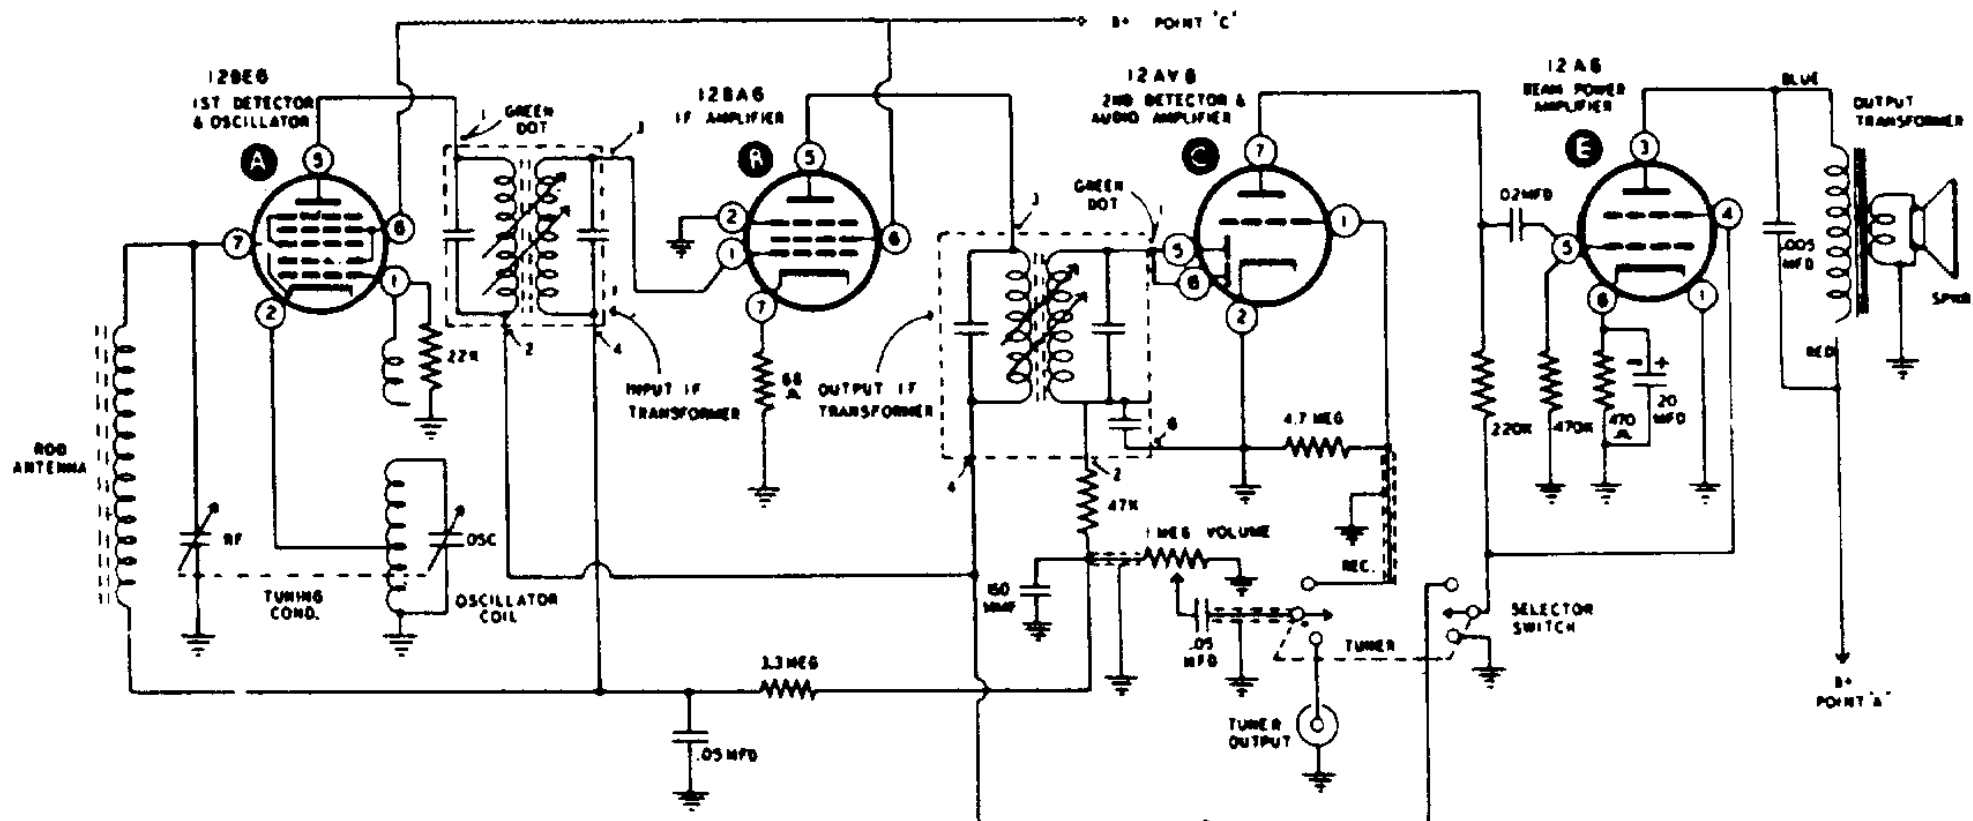 B+ POINT "C"
12BE6
1ST DETECTOR
& OSCILLATOR
A
5
7
6
1
2
22K
1
GREEN
DOT
3
2
4
INPUT I F
TRANSFORMER
12BA6
I F AMPLIFIER
5
2
1
6
7
68
OUTPUT I F
TRANSFORMER
3
GREEN
DOT
4
2
6
12AV6
2ND DETECTOR &
AUDIO AMPLIFIER
C
7
1
5
6
2
4.7 MEG
47K
1 MEG VOLUME
150
MMF
.05
MFD
REC.
TUNER
TUNER
OUTPUT
SELECTOR
SWITCH
12A6
BEAM POWER
AMPLIFIER
E
3
4
5
6
1
.02MFD
220K
470K
470
20
MFD
BLUE
OUTPUT
TRANSFORMER
.005
MFD
RED
SPKR
B+
POINT "A"
ROD
ANTENNA
RF
OSC
TUNING
COND.
OSCILLATOR
COIL
3.3 MEG
.05 MFD